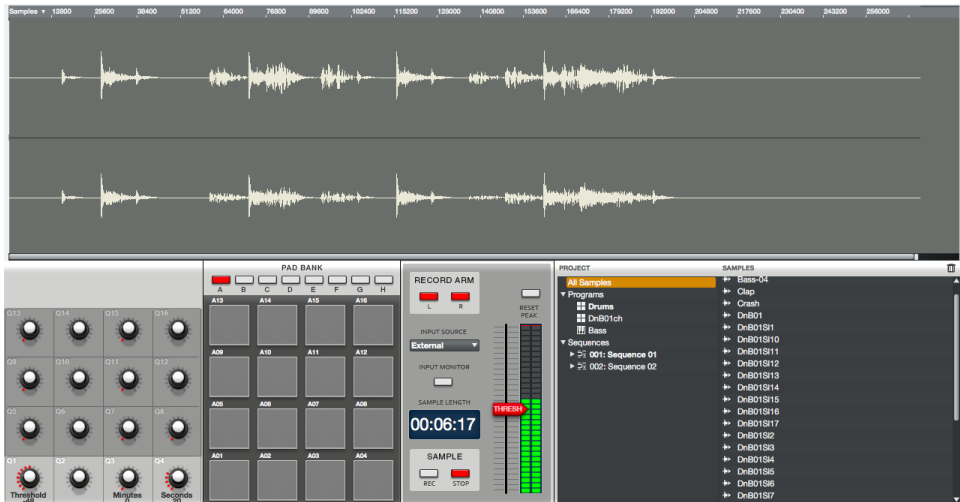 Samples 12800 25600 38400 51200 64000 76800 89600 102400 115200 128000 140800 153600 166400 179200 192000 204800 217600 230400 243200 256000
Q13 Q14 Q15 Q16
Q9 Q10 Q11 Q12
Q5 Q6 Q7 Q8
Q1 Q2 Q3 Q4
Threshold Minutes Seconds
-48 0 20
PAD BANK
A B C D E F G H
A13 A14 A15 A16
A09 A10 A11 A12
A05 A06 A07 A08
A01 A02 A03 A04
RECORD ARM
L R
RESET
PEAK
INPUT SOURCE
External
INPUT MONITOR
SAMPLE LENGTH
00:06:17
THRESH
SAMPLE
REC STOP
PROJECT
All Samples
Programs
Drums
DnB01ch
Bass
Sequences
001: Sequence 01
002: Sequence 02
SAMPLES
Bass-04
Clap
Crash
DnB01
DnB01Sl1
DnB01Sl10
DnB01Sl11
DnB01Sl12
DnB01Sl13
DnB01Sl14
DnB01Sl15
DnB01Sl16
DnB01Sl17
DnB01Sl2
DnB01Sl3
DnB01Sl4
DnB01Sl5
DnB01Sl6
DnB01Sl7